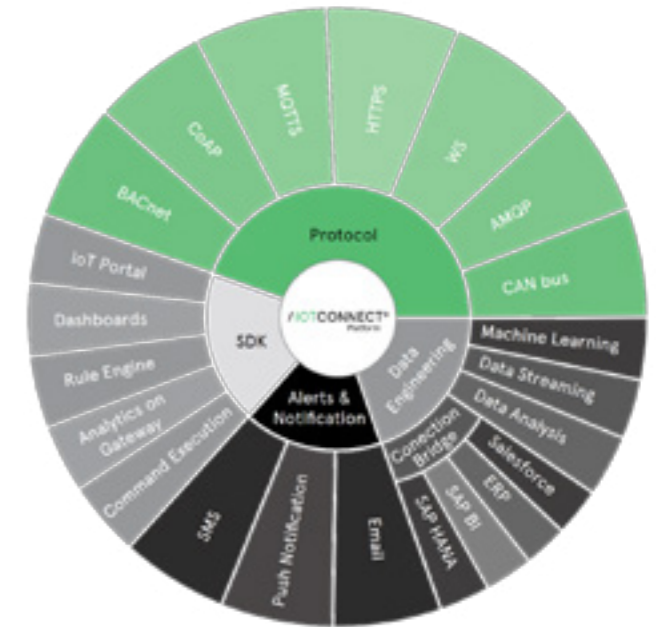 MQTTS
HTTPS
WS
AMQP
CAN bus
CoAP
BACnet
Protocol
IoT Portal
Dashboards
Rule Engine
Analytics on
Gateway
Command Execution
SDK
/IOTCONNECT®
Platform
Data
Engineering
Machine Learning
Data Streaming
Data Analysis
Conection
Bridge
Salesforce
ERP
SAP BI
SAP HANA
Alerts &
Notification
SMS
Push Notification
Email